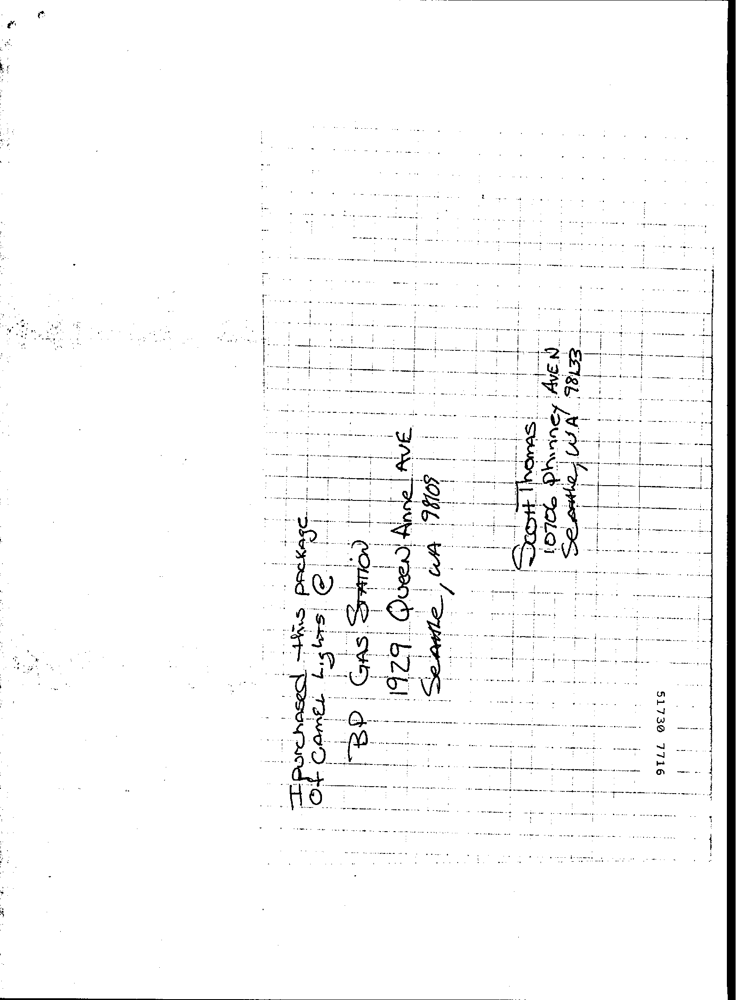 I purchased this package
Of Camel Lights @
BP GAS STATION
1929 Queen Anne AVE
Seattle, WA 98109
Scott Thomas
10706 Phinney AVE N
Seattle, WA 98133
51730 7716